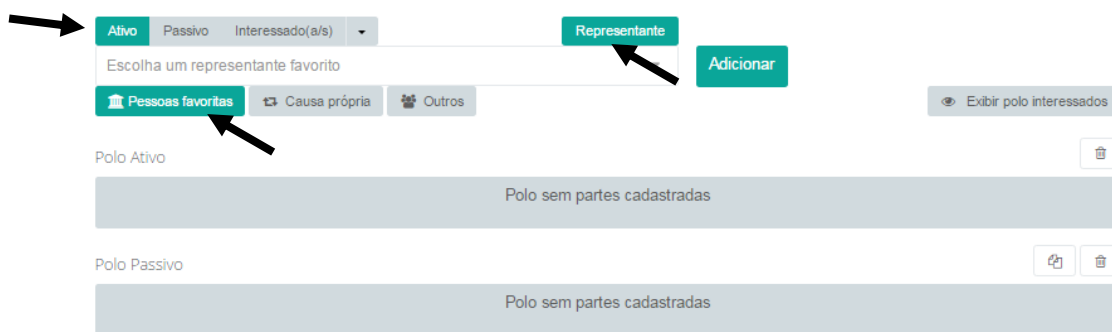 Ativo Passivo Interessado(a/s) Representante
Escolha um representante favorito Adicionar
Pessoas favoritas Causa própria Outros Exibir polo interessados
Polo Ativo
Polo sem partes cadastradas
Polo Passivo
Polo sem partes cadastradas